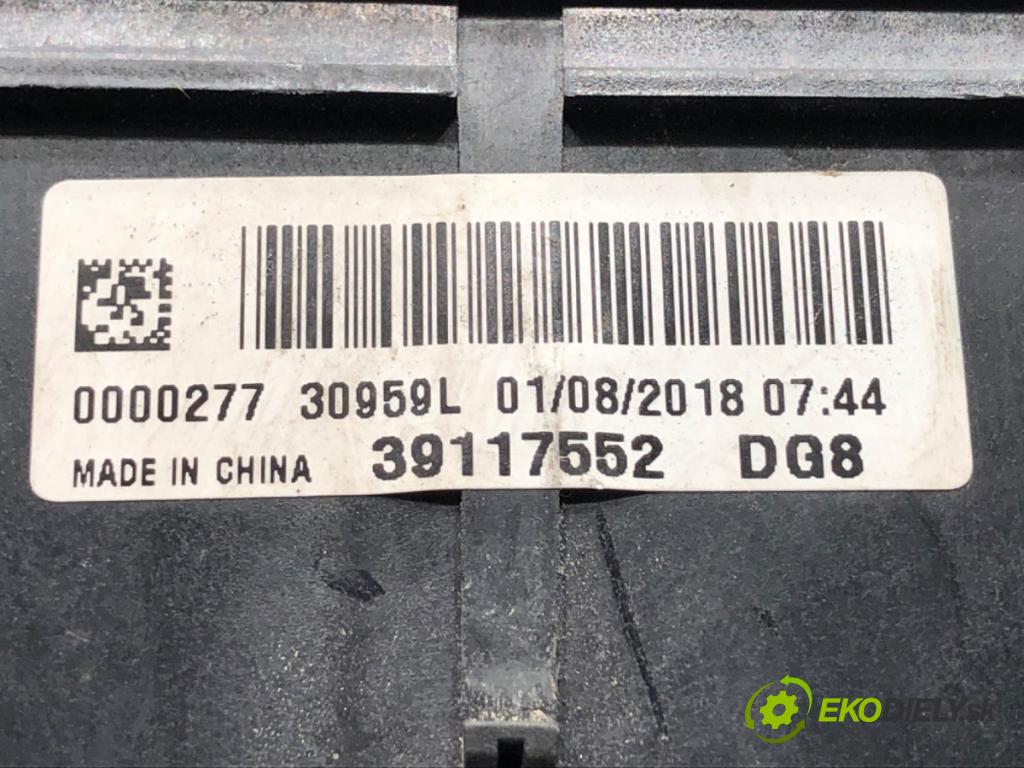 0000277 30959L 01/08/2018 07:44
MADE IN CHINA 39117552 DG8
EKODIELY.sk